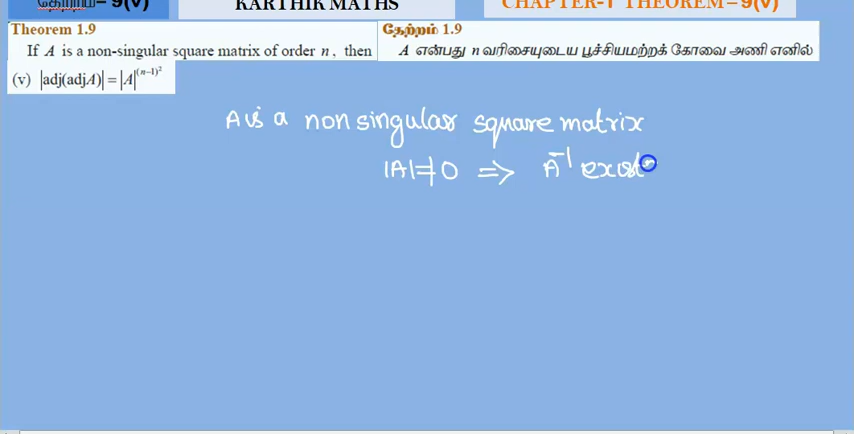 தேற்றம்– 9(v) KARTHIK MATHS CHAPTER-1 THEOREM – 9(v)
Theorem 1.9
If A is a non-singular square matrix of order n, then
(v) |adj(adjA)| = |A|^(n−1)^2
தேற்றம் 1.9
A என்பது n வரிசையுடைய பூச்சியமற்றக் கோவை அணி எனில்
A is a non singular square matrix
|A| ≠ 0 ⇒ A^-1 exist